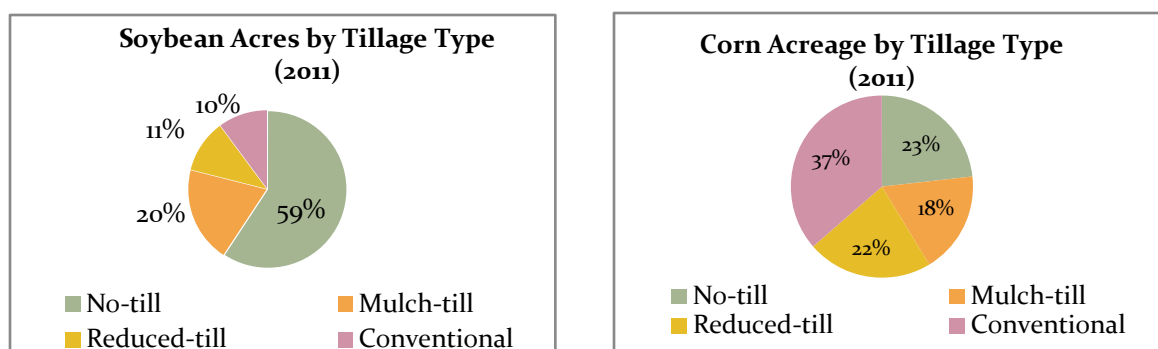 Soybean Acres by Tillage Type
(2011)
10%
11%
20%
59%
No-till
Mulch-till
Reduced-till
Conventional
Corn Acreage by Tillage Type
(2011)
37%
23%
18%
22%
No-till
Mulch-till
Reduced-till
Conventional